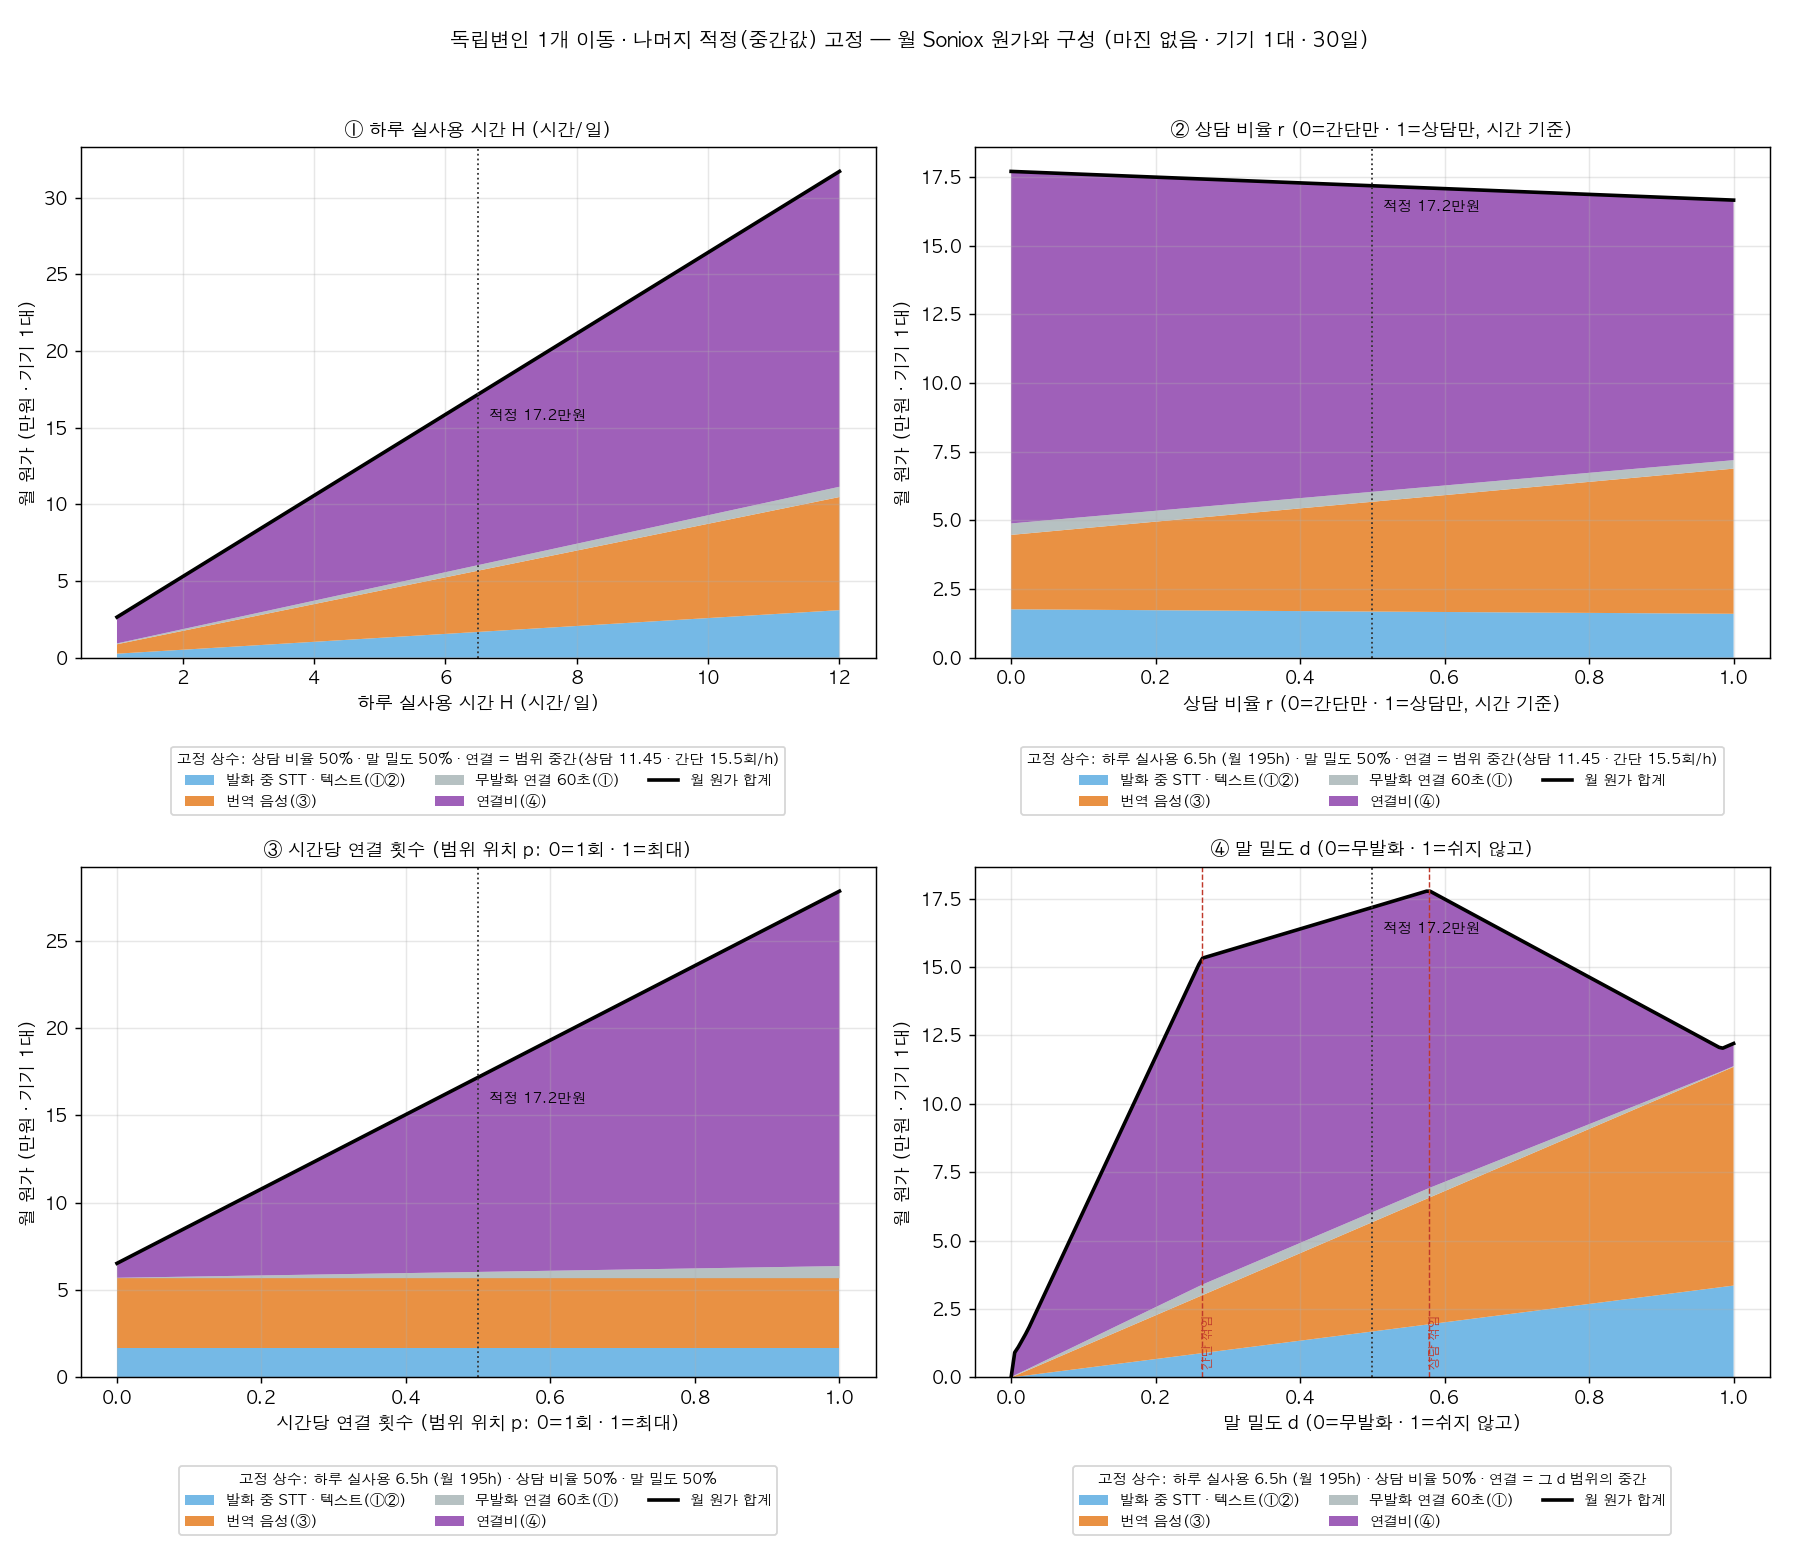 독립변인 1개 이동 · 나머지 적정(중간값) 고정 — 월 Soniox 원가와 구성 (마진 없음 · 기기 1대 · 30일)
① 하루 실사용 시간 H (시간/일)
월 원가 (만원 · 기기 1대)
30
25
20
15
10
5
0
적정 17.2만원
2 4 6 8 10 12
하루 실사용 시간 H (시간/일)
고정 상수: 상담 비율 50% · 말 밀도 50% · 연결 = 범위 중간(상담 11.45 · 간단 15.5회/h)
발화 중 STT · 텍스트(①②) 무발화 연결 60초(①) 월 원가 합계
번역 음성(③) 연결비(④)
② 상담 비율 r (0=간단만 · 1=상담만, 시간 기준)
월 원가 (만원 · 기기 1대)
17.5
15.0
12.5
10.0
7.5
5.0
2.5
0.0
적정 17.2만원
0.0 0.2 0.4 0.6 0.8 1.0
상담 비율 r (0=간단만 · 1=상담만, 시간 기준)
고정 상수: 하루 실사용 6.5h (월 195h) · 말 밀도 50% · 연결 = 범위 중간(상담 11.45 · 간단 15.5회/h)
발화 중 STT · 텍스트(①②) 무발화 연결 60초(①) 월 원가 합계
번역 음성(③) 연결비(④)
③ 시간당 연결 횟수 (범위 위치 p: 0=1회 · 1=최대)
월 원가 (만원 · 기기 1대)
25
20
15
10
5
0
적정 17.2만원
0.0 0.2 0.4 0.6 0.8 1.0
시간당 연결 횟수 (범위 위치 p: 0=1회 · 1=최대)
고정 상수: 하루 실사용 6.5h (월 195h) · 상담 비율 50% · 말 밀도 50%
발화 중 STT · 텍스트(①②) 무발화 연결 60초(①) 월 원가 합계
번역 음성(③) 연결비(④)
④ 말 밀도 d (0=무발화 · 1=쉬지 않고)
월 원가 (만원 · 기기 1대)
17.5
15.0
12.5
10.0
7.5
5.0
2.5
0.0
적정 17.2만원
간단 꺾임
상담 꺾임
0.0 0.2 0.4 0.6 0.8 1.0
말 밀도 d (0=무발화 · 1=쉬지 않고)
고정 상수: 하루 실사용 6.5h (월 195h) · 상담 비율 50% · 연결 = 그 d 범위의 중간
발화 중 STT · 텍스트(①②) 무발화 연결 60초(①) 월 원가 합계
번역 음성(③) 연결비(④)